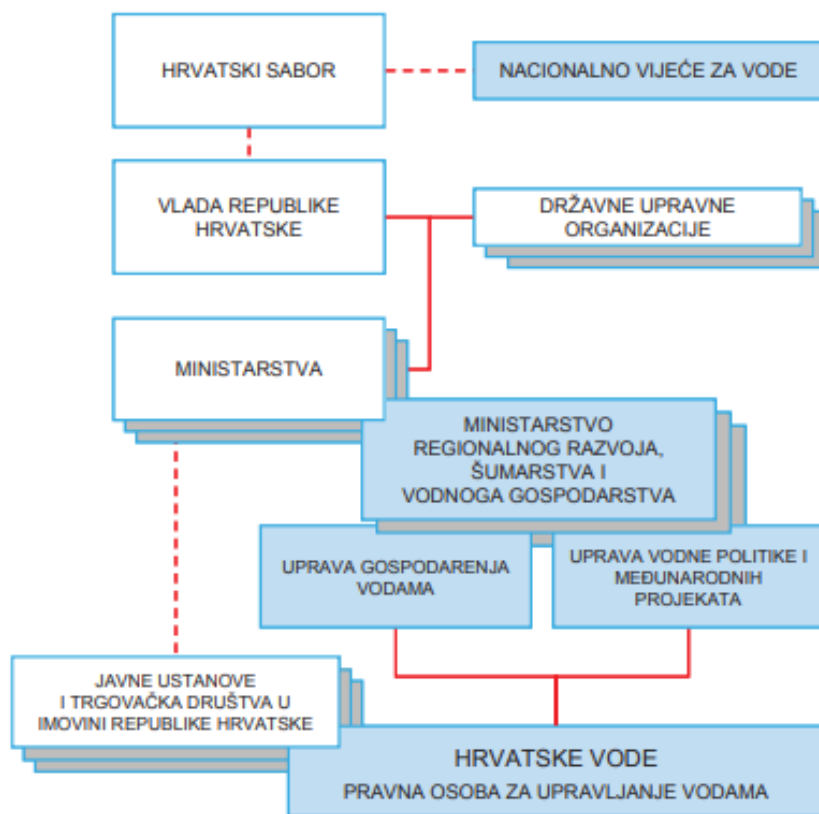 HRVATSKI SABOR
NACIONALNO VIJEĆE ZA VODE
VLADA REPUBLIKE
HRVATSKE
DRŽAVNE UPRAVNE
ORGANIZACIJE
MINISTARSTVA
MINISTARSTVO
REGIONALNOG RAZVOJA,
ŠUMARSTVA I
VODNOGA GOSPODARSTVA
UPRAVA GOSPODARENJA
VODAMA
UPRAVA VODNE POLITIKE I
MEĐUNARODNIH
PROJEKATA
JAVNE USTANOVE
I TRGOVAČKA DRUŠTVA U
IMOVINI REPUBLIKE HRVATSKE
HRVATSKE VODE
PRAVNA OSOBA ZA UPRAVLJANJE VODAMA